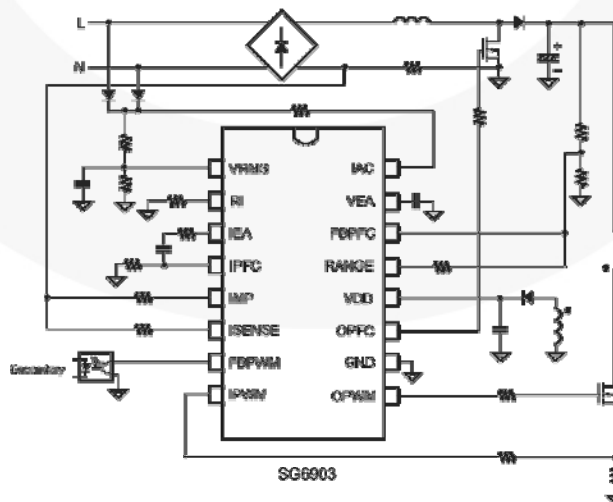 L
N
VRMS
IAC
RI
VEA
IEA
FBPFC
IPFC
RANGE
IMP
VDD
ISENSE
OPFC
FBPWM
GND
IPWM
OPWM
Secondary
SG6903